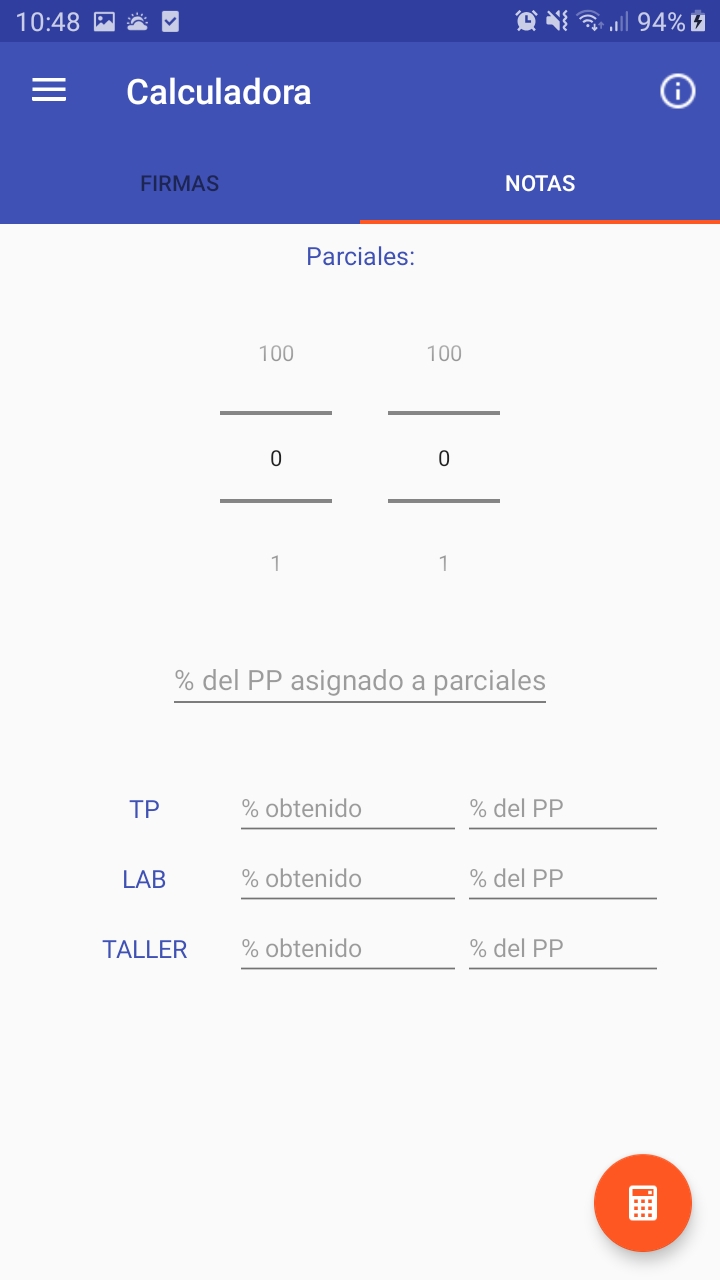 10:48 94%
Calculadora
FIRMAS NOTAS
Parciales:
100 100
0 0
1 1
% del PP asignado a parciales
TP % obtenido % del PP
LAB % obtenido % del PP
TALLER % obtenido % del PP